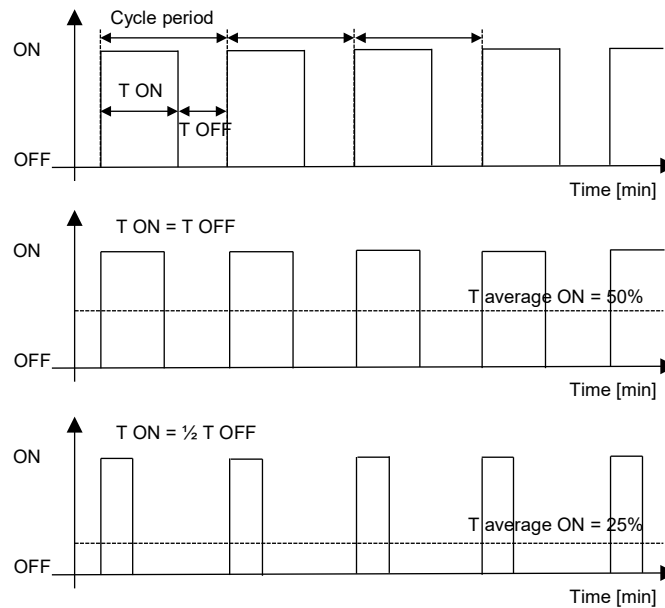 Cycle period
ON
T ON
T OFF
OFF
Time [min]
T ON = T OFF
ON
T average ON = 50%
OFF
Time [min]
T ON = ½ T OFF
ON
T average ON = 25%
OFF
Time [min]